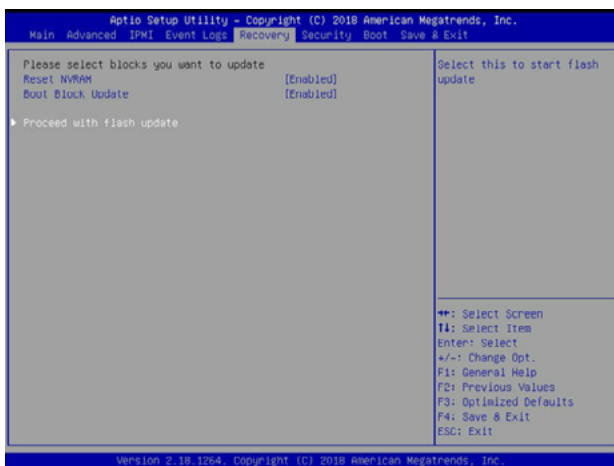 Aptio Setup Utility – Copyright (C) 2018 American Megatrends, Inc.
Main Advanced IPMI Event Logs Recovery Security Boot Save & Exit
Please select blocks you want to update
Reset NVRAM [Enabled]
Boot Block Update [Enabled]
Proceed with flash update
Select this to start flash
update
→←: Select Screen
↑↓: Select Item
Enter: Select
+/-: Change Opt.
F1: General Help
F2: Previous Values
F3: Optimized Defaults
F4: Save & Exit
ESC: Exit
Version 2.18.1264. Copyright (C) 2018 American Megatrends, Inc.